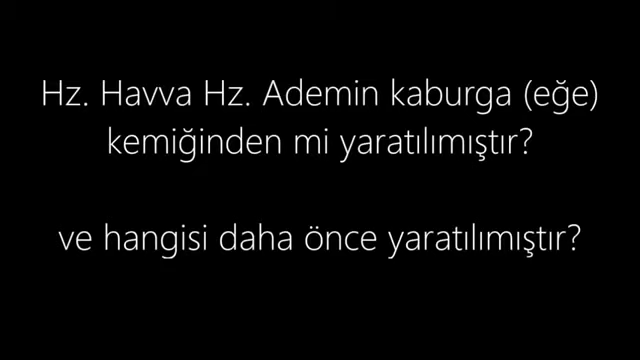 Hz. Havva Hz. Ademin kaburga (eğe)
kemiğinden mi yaratılımıştır?
ve hangisi daha önce yaratılımıştır?